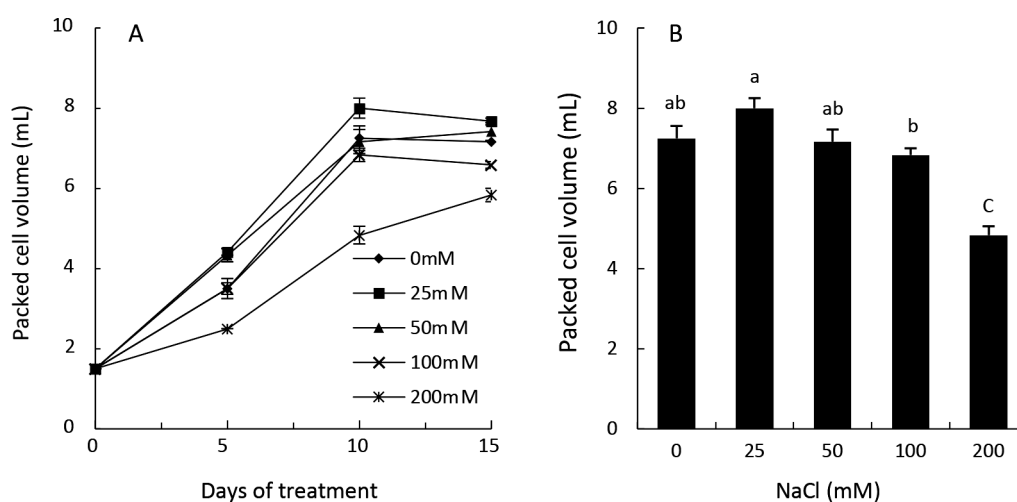 A
Packed cell volume (mL)
10
8
6
4
2
0
0 5 10 15
Days of treatment
0mM
25mM
50mM
100mM
200mM
B
Packed cell volume (mL)
10
8
6
4
2
0
ab a ab b C
0 25 50 100 200
NaCl (mM)